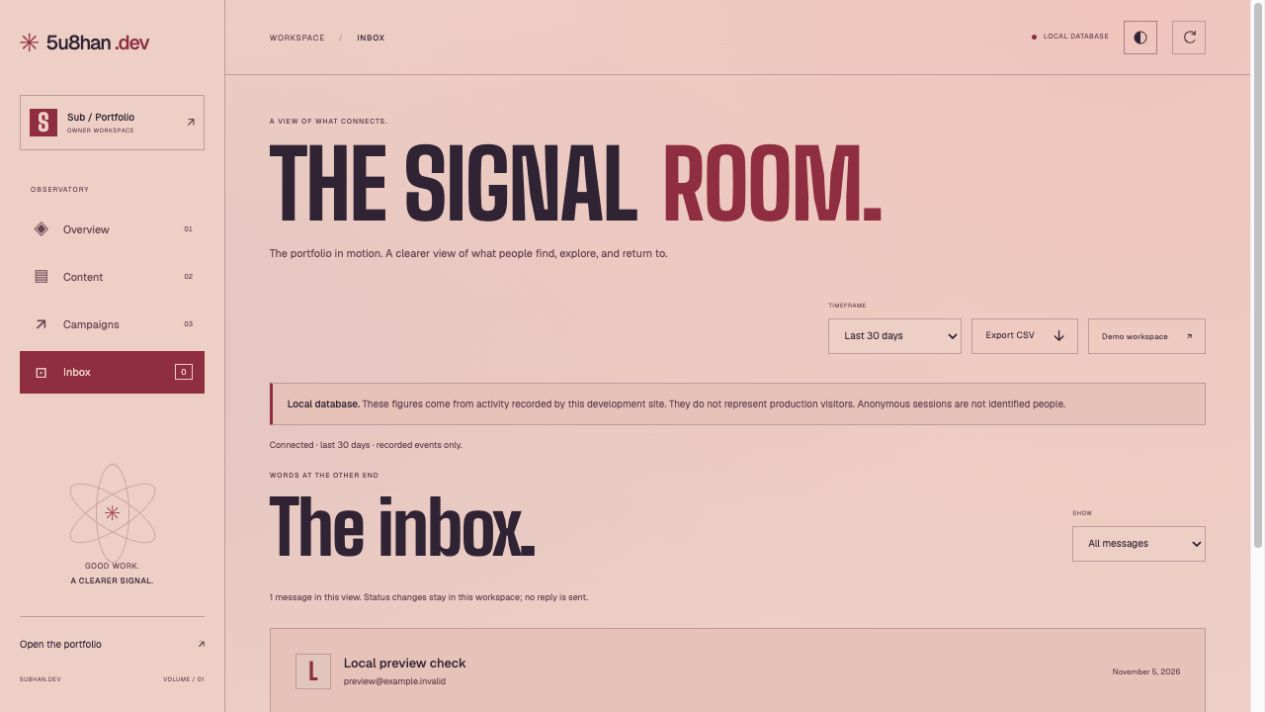 5u8han .dev
S
Sub / Portfolio
OWNER WORKSPACE
OBSERVATORY
Overview 01
Content 02
Campaigns 03
Inbox 0
GOOD WORK.
A CLEARER SIGNAL.
Open the portfolio
SUBHAN.DEV VOLUME / 01
WORKSPACE / INBOX
LOCAL DATABASE
A VIEW OF WHAT CONNECTS.
THE SIGNAL ROOM.
The portfolio in motion. A clearer view of what people find, explore, and return to.
TIMEFRAME
Last 30 days
Export CSV
Demo workspace
Local database. These figures come from activity recorded by this development site. They do not represent production visitors. Anonymous sessions are not identified people.
Connected · last 30 days · recorded events only.
WORDS AT THE OTHER END
The inbox.
SHOW
All messages
1 message in this view. Status changes stay in this workspace; no reply is sent.
L
Local preview check
preview@example.invalid
November 5, 2026